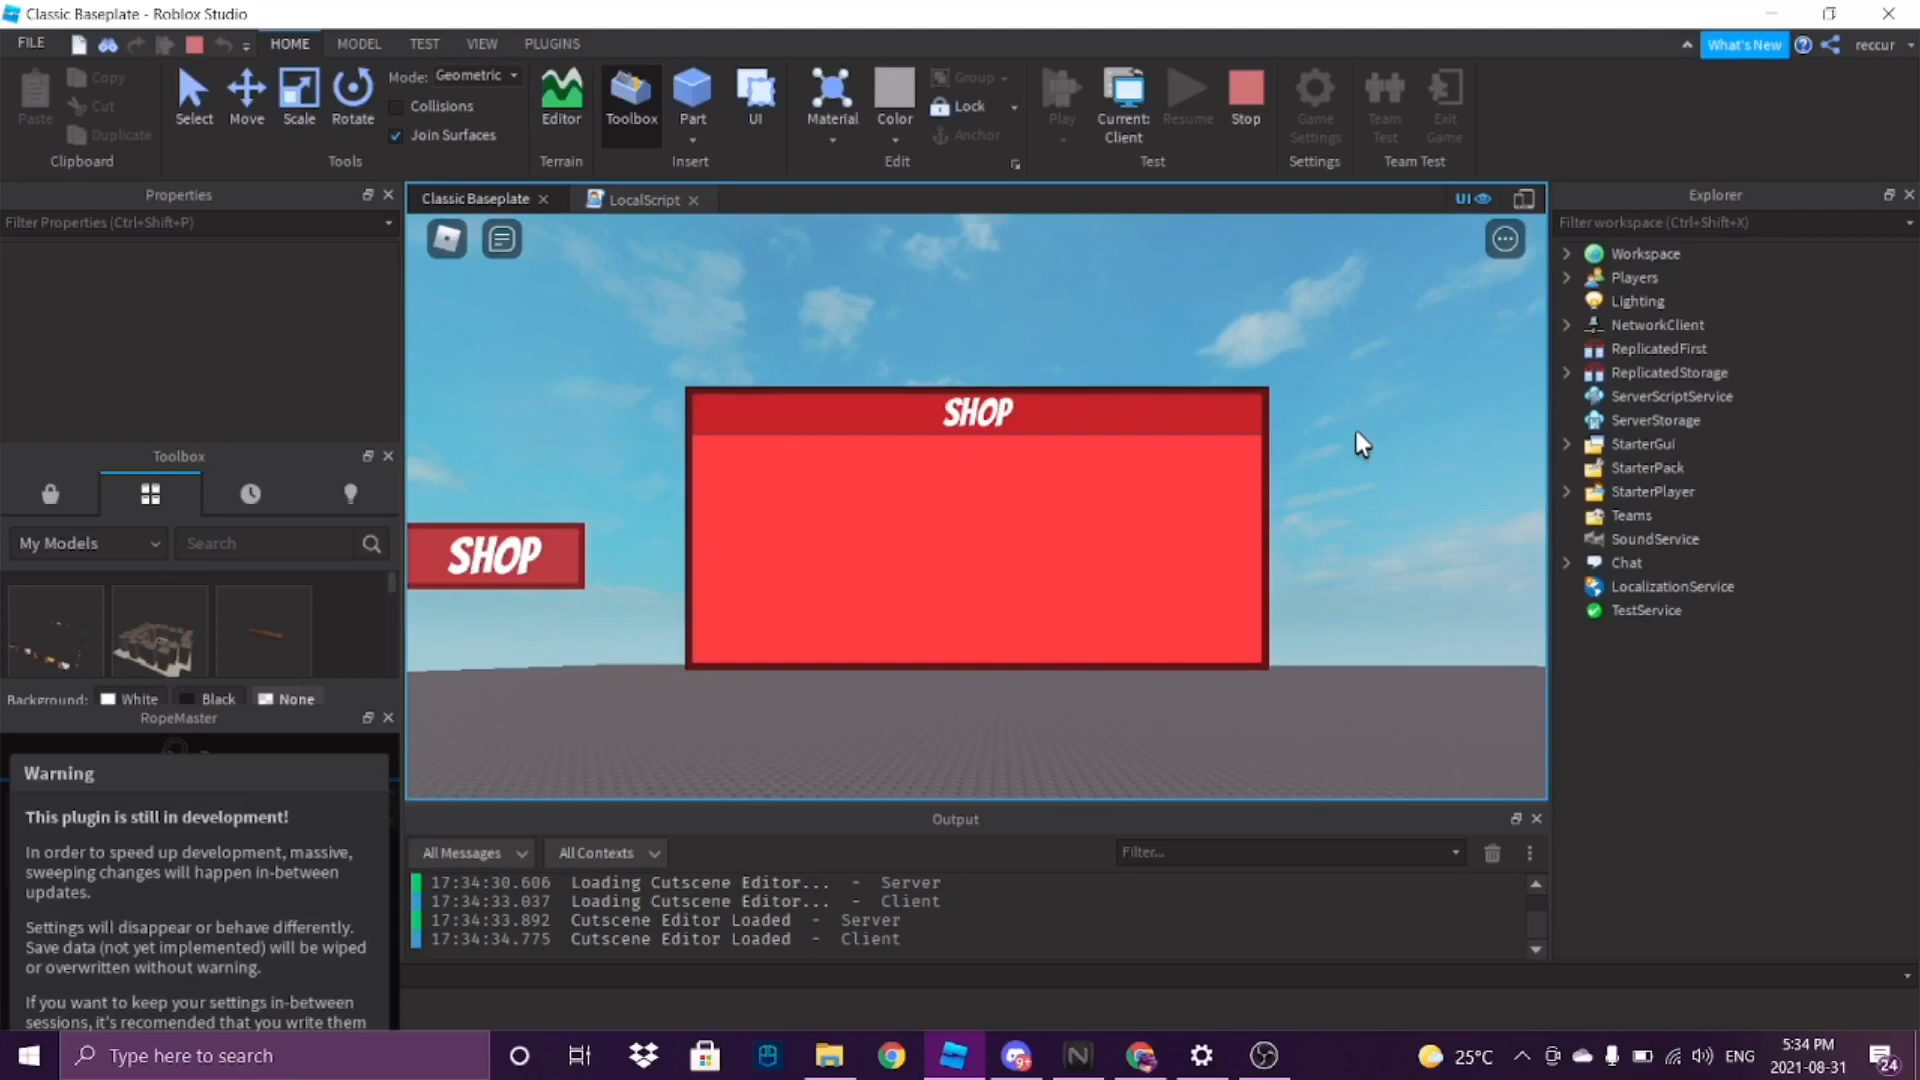 Classic Baseplate - Roblox Studio
FILE HOME MODEL TEST VIEW PLUGINS What's New reccur
Paste Copy Cut Duplicate Clipboard
Select Move Scale Rotate Mode: Geometric Collisions Join Surfaces Tools
Editor Terrain
Toolbox Part UI Insert
Material Color Group Lock Anchor Edit
Play Current: Client Resume Stop Test
Game Settings Settings
Team Test Exit Game Team Test
Properties
Filter Properties (Ctrl+Shift+P)
Toolbox
My Models Search
Background: White Black None
RopeMaster
Warning
This plugin is still in development!
In order to speed up development, massive,
sweeping changes will happen in-between
updates.
Settings will disappear or behave differently.
Save data (not yet implemented) will be wiped
or overwritten without warning.
If you want to keep your settings in-between
sessions, it's recomended that you write them
Classic Baseplate LocalScript UI
SHOP
SHOP
Output
All Messages All Contexts Filter...
17:34:30.606 Loading Cutscene Editor... - Server
17:34:33.037 Loading Cutscene Editor... - Client
17:34:33.892 Cutscene Editor Loaded - Server
17:34:34.775 Cutscene Editor Loaded - Client
Explorer
Filter workspace (Ctrl+Shift+X)
Workspace
Players
Lighting
NetworkClient
ReplicatedFirst
ReplicatedStorage
ServerScriptService
ServerStorage
StarterGui
StarterPack
StarterPlayer
Teams
SoundService
Chat
LocalizationService
TestService
Type here to search
9+
25°C
ENG
5:34 PM
2021-08-31
24